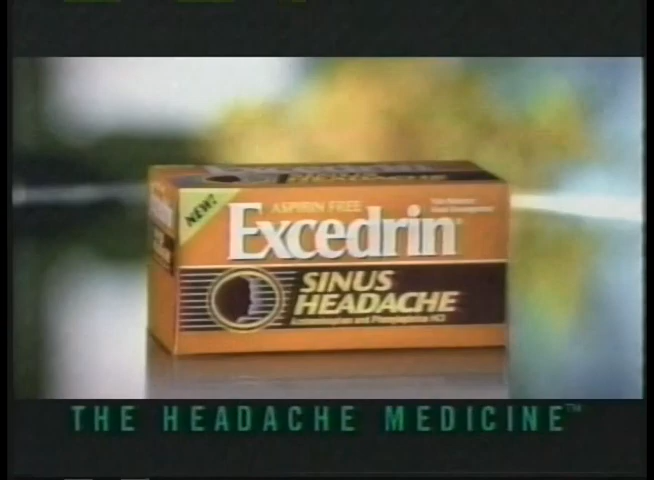 NEW!
ASPIRIN FREE
Excedrin®
SINUS
HEADACHE
Acetaminophen and Phenylephrine HCl
THE HEADACHE MEDICINE™